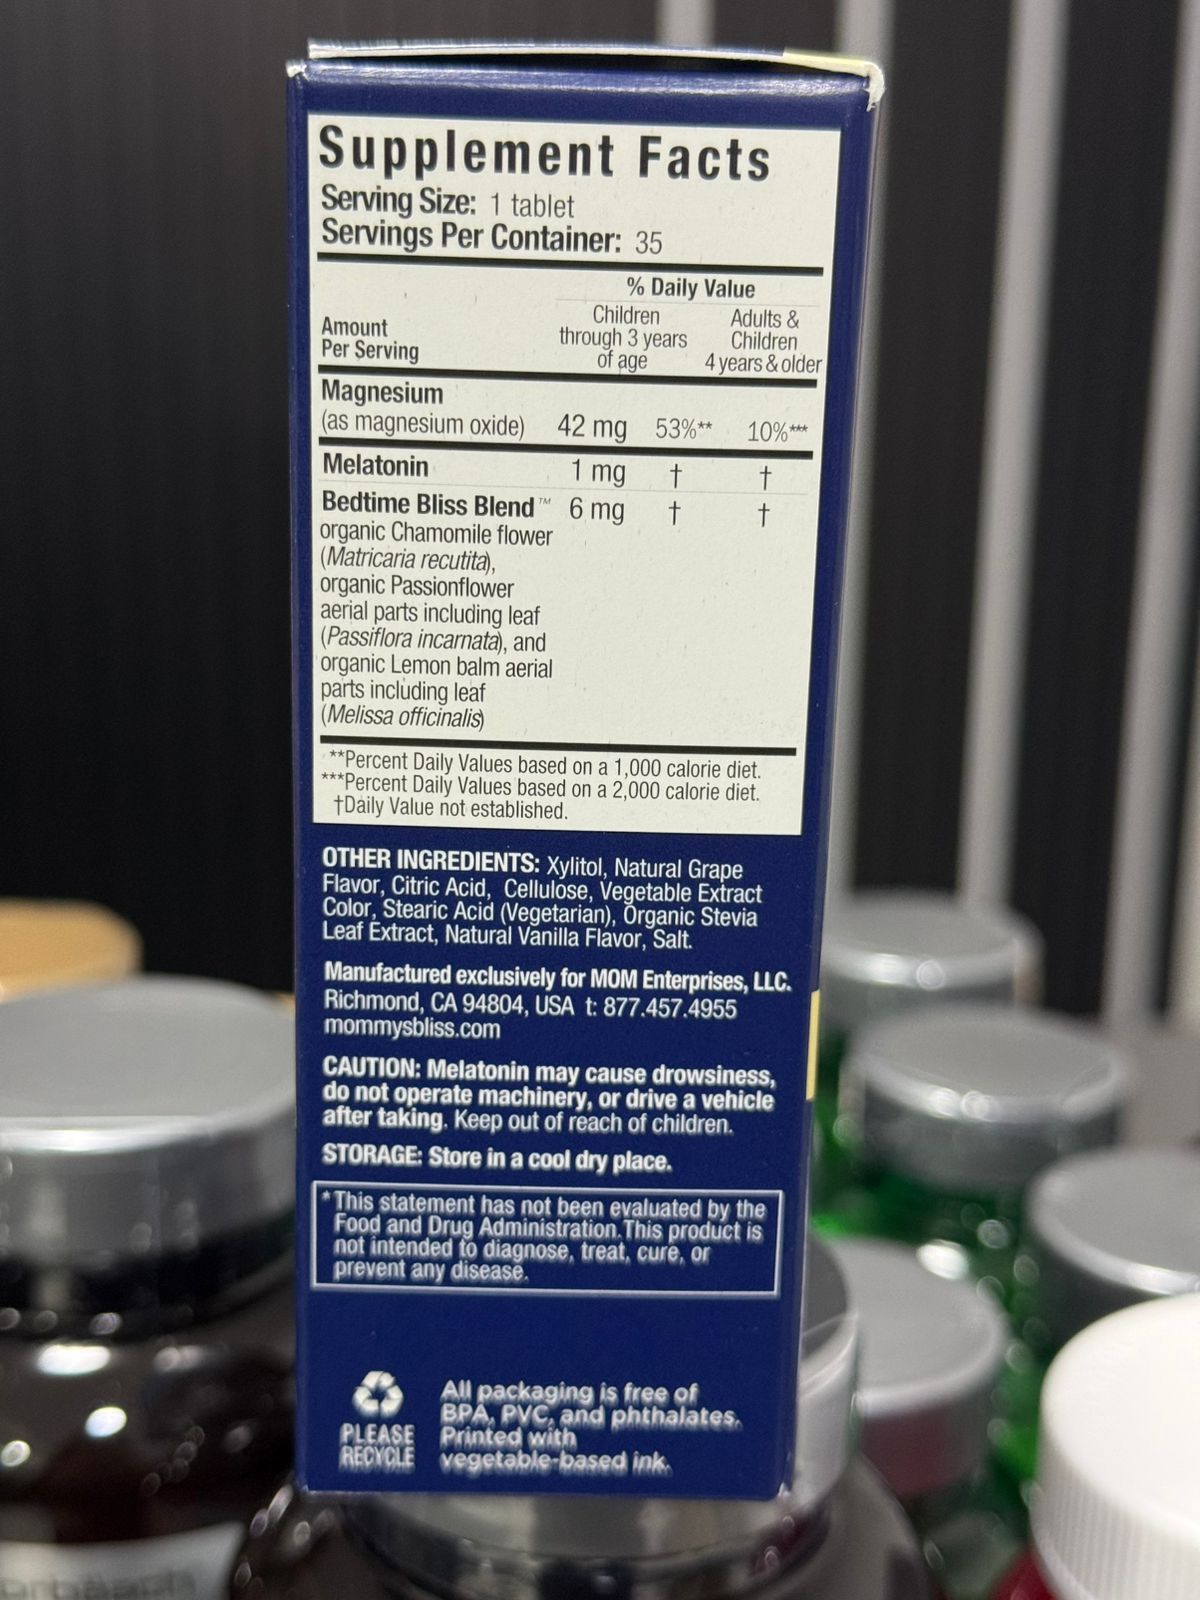 Supplement Facts
Serving Size: 1 tablet
Servings Per Container: 35
% Daily Value
Amount
Per Serving
Children
through 3 years
of age
Adults &
Children
4 years & older
Magnesium
(as magnesium oxide) 42 mg 53%** 10%***
Melatonin 1 mg † †
Bedtime Bliss Blend™ 6 mg † †
organic Chamomile flower
(Matricaria recutita),
organic Passionflower
aerial parts including leaf
(Passiflora incarnata), and
organic Lemon balm aerial
parts including leaf
(Melissa officinalis)
**Percent Daily Values based on a 1,000 calorie diet.
***Percent Daily Values based on a 2,000 calorie diet.
†Daily Value not established.
OTHER INGREDIENTS: Xylitol, Natural Grape
Flavor, Citric Acid, Cellulose, Vegetable Extract
Color, Stearic Acid (Vegetarian), Organic Stevia
Leaf Extract, Natural Vanilla Flavor, Salt.
Manufactured exclusively for MOM Enterprises, LLC.
Richmond, CA 94804, USA t: 877.457.4955
mommysbliss.com
CAUTION: Melatonin may cause drowsiness,
do not operate machinery, or drive a vehicle
after taking. Keep out of reach of children.
STORAGE: Store in a cool dry place.
*This statement has not been evaluated by the
Food and Drug Administration. This product is
not intended to diagnose, treat, cure, or
prevent any disease.
PLEASE
RECYCLE
All packaging is free of
BPA, PVC, and phthalates.
Printed with
vegetable-based ink.